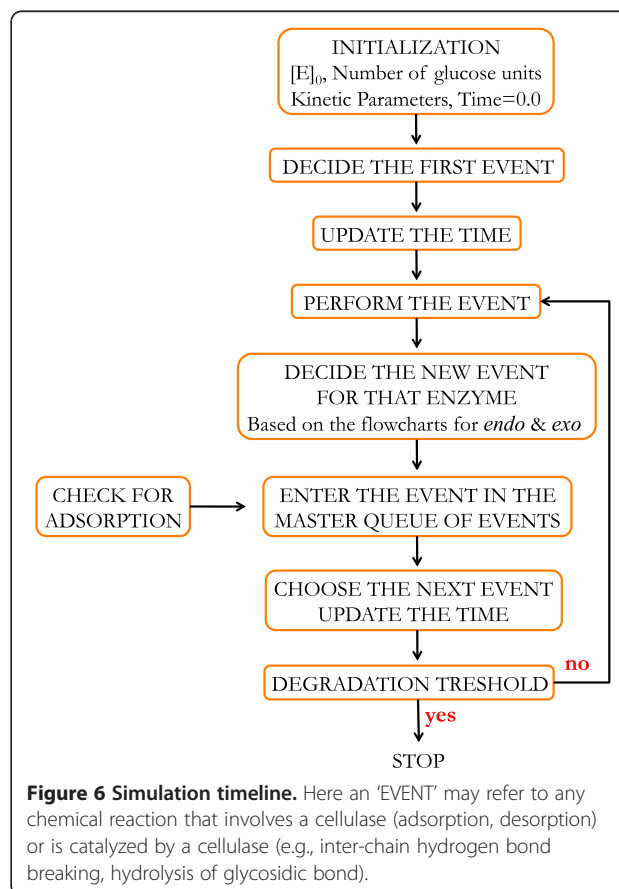 INITIALIZATION
[E]₀, Number of glucose units
Kinetic Parameters, Time=0.0
DECIDE THE FIRST EVENT
UPDATE THE TIME
PERFORM THE EVENT
DECIDE THE NEW EVENT
FOR THAT ENZYME
Based on the flowcharts for endo & exo
CHECK FOR
ADSORPTION
ENTER THE EVENT IN THE
MASTER QUEUE OF EVENTS
CHOOSE THE NEXT EVENT
UPDATE THE TIME
no
DEGRADATION TRESHOLD
yes
STOP
Figure 6 Simulation timeline. Here an ‘EVENT’ may refer to any
chemical reaction that involves a cellulase (adsorption, desorption)
or is catalyzed by a cellulase (e.g., inter-chain hydrogen bond
breaking, hydrolysis of glycosidic bond).